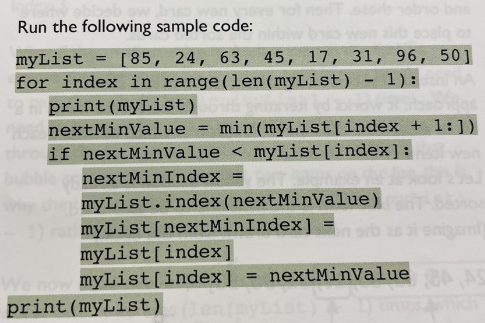 Run the following sample code:
myList = [85, 24, 63, 45, 17, 31, 96, 50]
for index in range(len(myList) - 1):
print(myList)
nextMinValue = min(myList[index + 1:])
if nextMinValue < myList[index]:
nextMinIndex =
myList.index(nextMinValue)
myList[nextMinIndex] =
myList[index]
myList[index] = nextMinValue
print(myList)